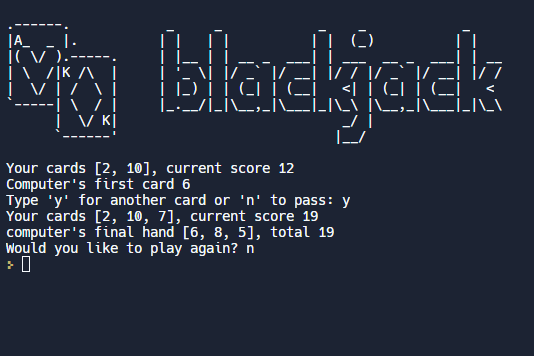 A
K
K
blackjack
Your cards [2, 10], current score 12
Computer's first card 6
Type 'y' for another card or 'n' to pass: y
Your cards [2, 10, 7], current score 19
computer's final hand [6, 8, 5], total 19
Would you like to play again? n